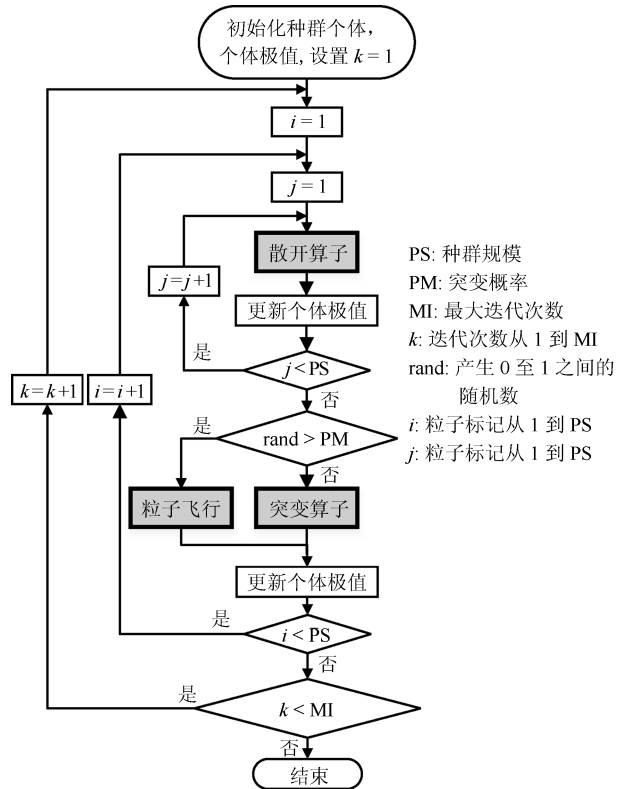 初始化种群个体，
个体极值, 设置 k = 1
i = 1
j = 1
散开算子
j=j+1
更新个体极值
是
j<PS
否
k=k+1
i=i+1
是
rand > PM
否
粒子飞行
突变算子
更新个体极值
是
i < PS
否
是
k < MI
否
结束
PS: 种群规模
PM: 突变概率
MI: 最大迭代次数
k: 迭代次数从 1 到 MI
rand: 产生 0 至 1 之间的
随机数
i: 粒子标记从 1 到 PS
j: 粒子标记从 1 到 PS